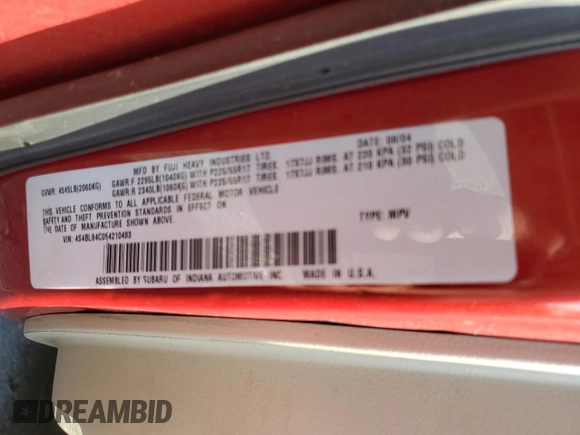 MFD BY FUJI HEAVY INDUSTRIES LTD. DATE: 08/04
GVWR: 4545LB(2060KG) GAWR:F 2295LB(1040KG) WITH P225/55R17 TIRES, 17X7JJ RIMS, AT 220 KPA (32 PSI) COLD
GAWR:R 2340LB(1060KG) WITH P225/55R17 TIRES, 17X7JJ RIMS, AT 210 KPA (30 PSI) COLD
THIS VEHICLE CONFORMS TO ALL APPLICABLE FEDERAL MOTOR VEHICLE
SAFETY AND THEFT PREVENTION STANDARDS IN EFFECT ON
THE DATE OF MANUFACTURE SHOWN ABOVE.
VIN: 4S4BL84C054210483 TYPE: MPV
ASSEMBLED BY SUBARU OF INDIANA AUTOMOTIVE INC. MADE IN U.S.A.
DREAMBID